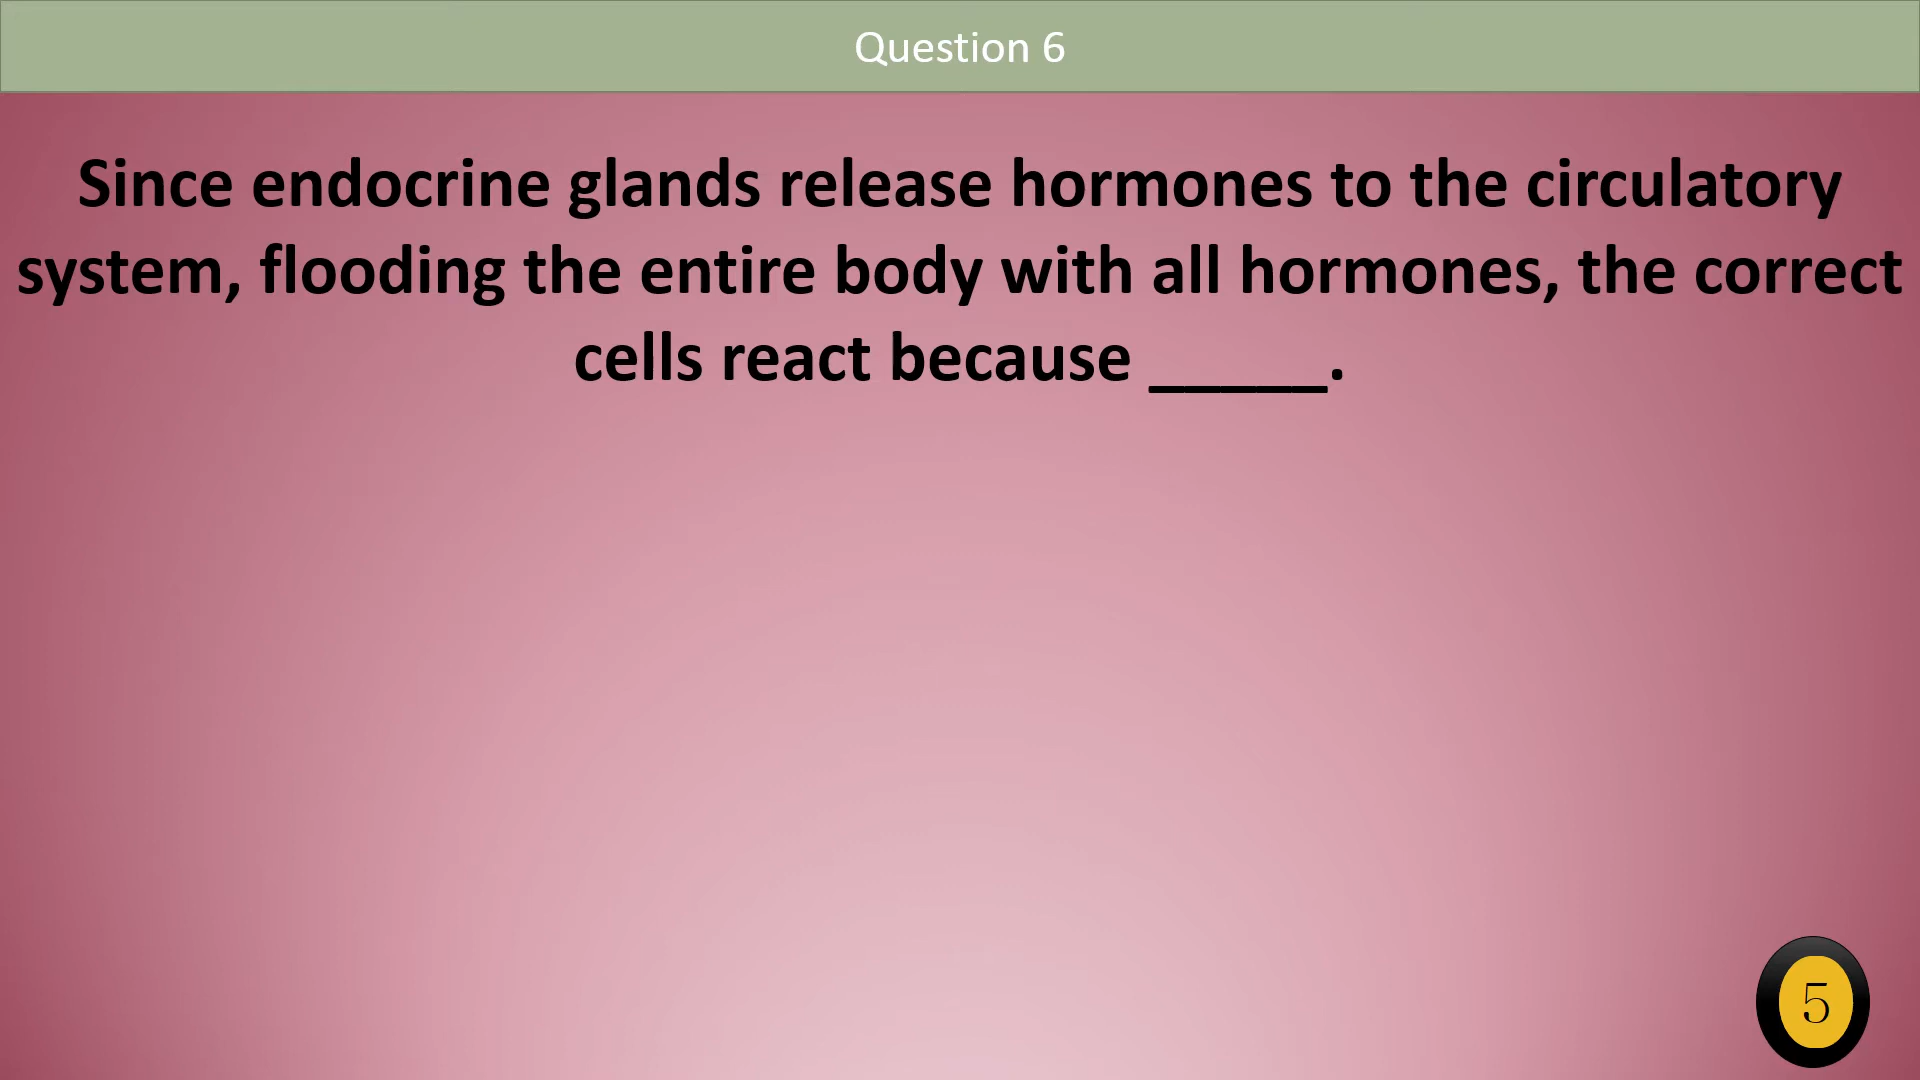 Question 6
Since endocrine glands release hormones to the circulatory
system, flooding the entire body with all hormones, the correct
cells react because _____.
5